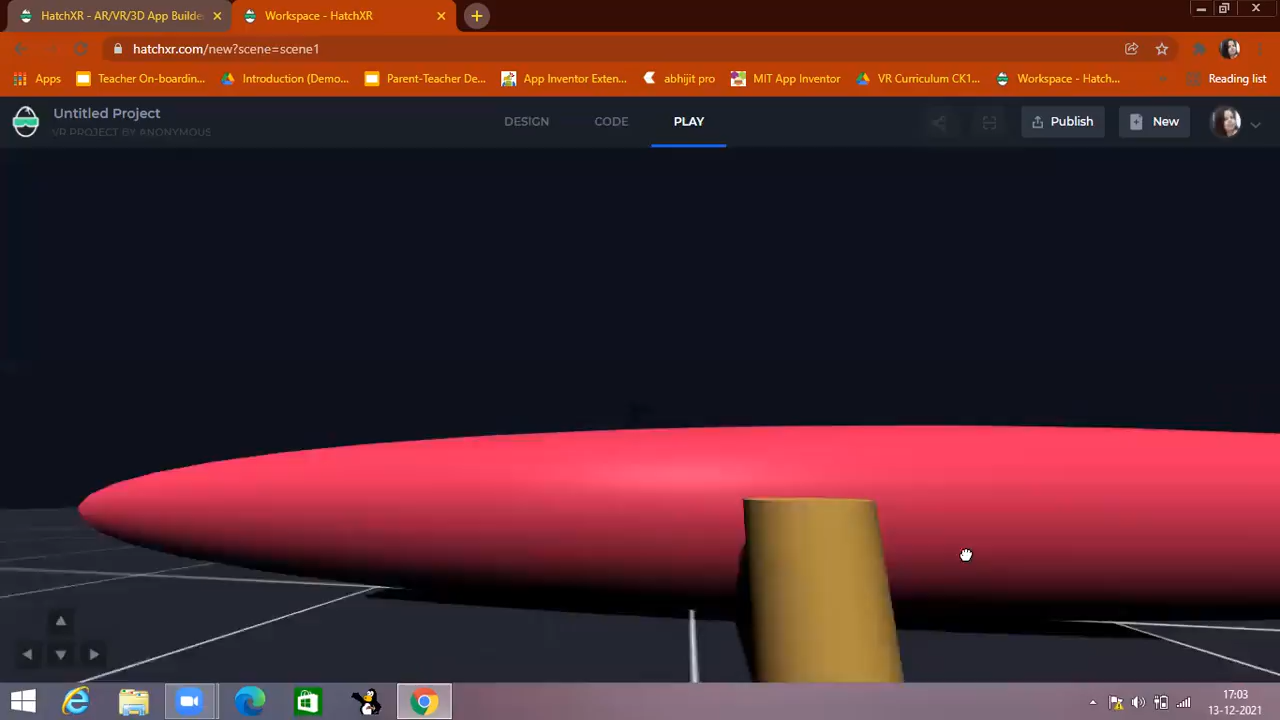 HatchXR - AR/VR/3D App Builde
Workspace - HatchXR
hatchxr.com/new?scene=scene1
Apps
Teacher On-boardin...
Introduction (Demo...
Parent-Teacher De...
App Inventor Exten...
abhijit pro
MIT App Inventor
VR Curriculum CK1...
Workspace - Hatch...
Reading list
Untitled Project
VR PROJECT BY ANONYMOUS
DESIGN
CODE
PLAY
Publish
New
17:03
13-12-2021